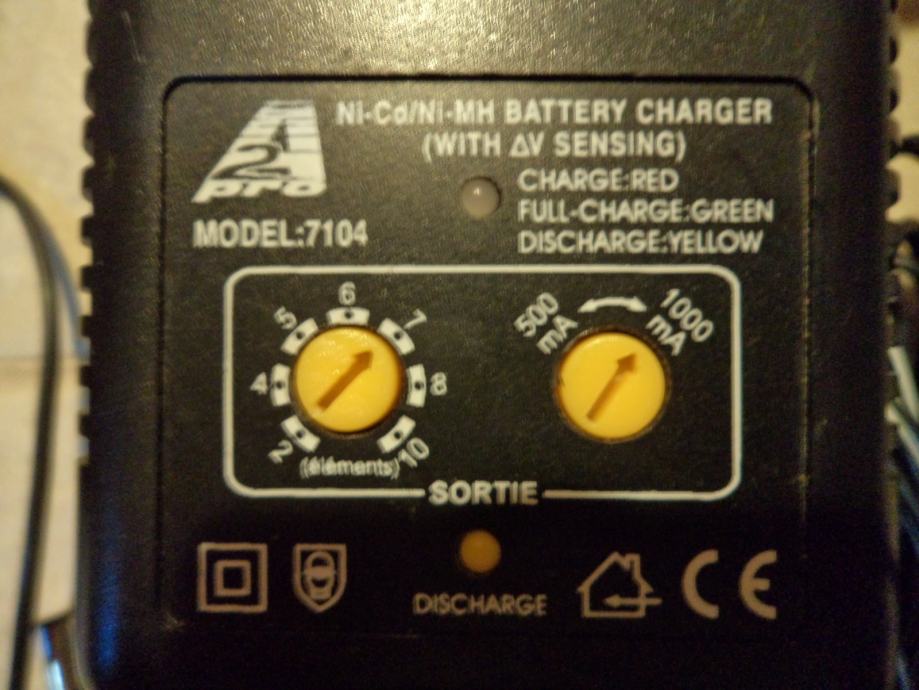 A2
pro
Ni-Cd/Ni-MH BATTERY CHARGER
(WITH ΔV SENSING)
CHARGE:RED
FULL-CHARGE:GREEN
DISCHARGE:YELLOW
MODEL:7104
2 4 5 6 7 8 10
(éléments)
500 mA
1000 mA
SORTIE
DISCHARGE
CE